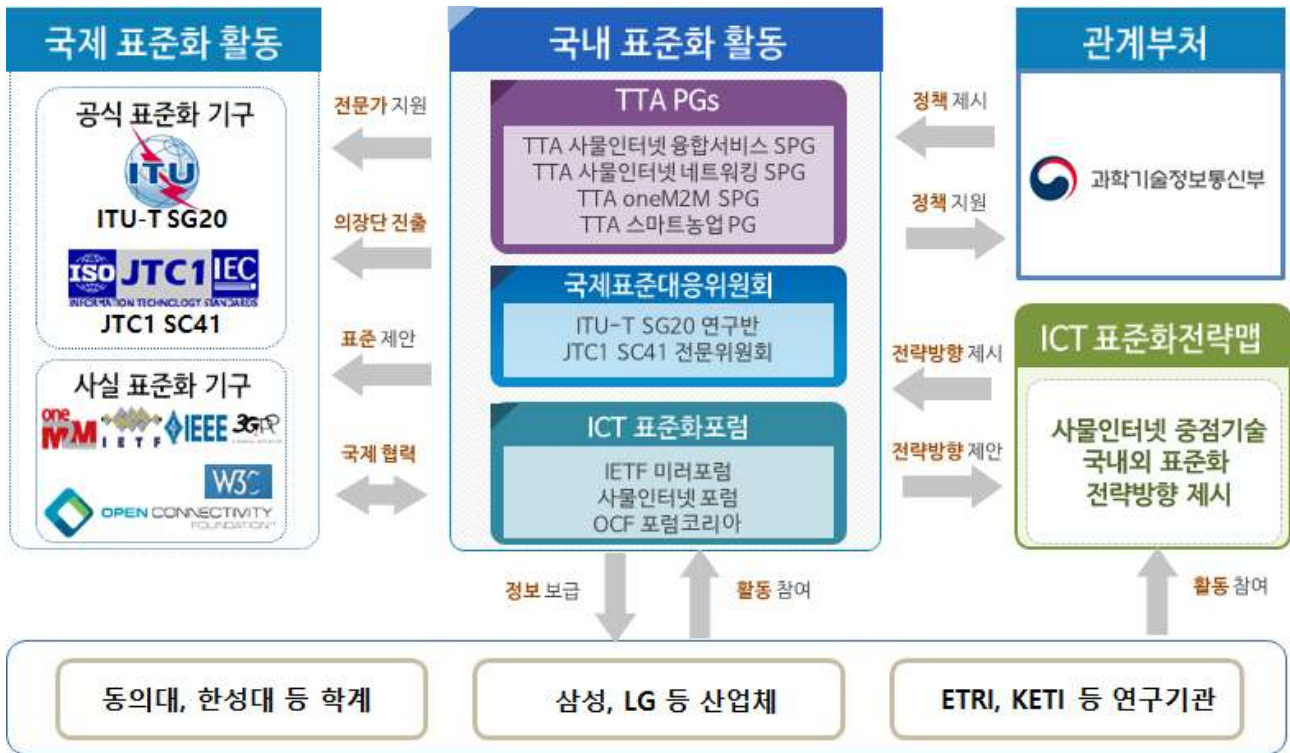 국제 표준화 활동
공식 표준화 기구
ITU
ITU-T SG20
ISO JTC1 IEC
INFORMATION TECHNOLOGY STANDARDS
JTC1 SC41
사실 표준화 기구
one M2M
IETF
IEEE
3GPP
W3C
OPEN CONNECTIVITY
FOUNDATION
전문가 지원
의장단 진출
표준 제안
국제 협력
국내 표준화 활동
TTA PGs
TTA 사물인터넷 융합서비스 SPG
TTA 사물인터넷 네트워킹 SPG
TTA oneM2M SPG
TTA 스마트농업 PG
국제표준대응위원회
ITU-T SG20 연구반
JTC1 SC41 전문위원회
ICT 표준화포럼
IETF 미러포럼
사물인터넷 포럼
OCF 포럼코리아
정책 제시
정책 지원
전략방향 제시
전략방향 제안
관계부처
과학기술정보통신부
ICT 표준화전략맵
사물인터넷 중점기술
국내외 표준화
전략방향 제시
정보 보급
활동 참여
활동 참여
동의대, 한성대 등 학계
삼성, LG 등 산업체
ETRI, KETI 등 연구기관